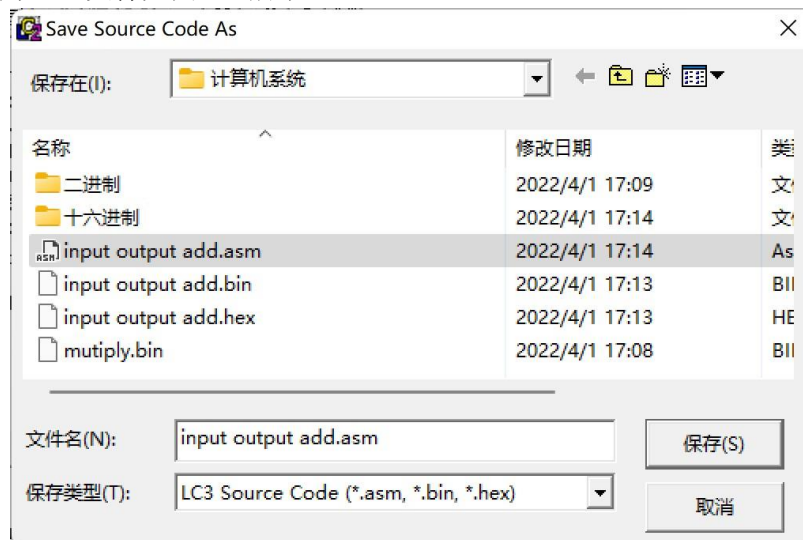 Save Source Code As
保存在(I): 计算机系统
名称 修改日期
二进制 2022/4/1 17:09
十六进制 2022/4/1 17:14
input output add.asm 2022/4/1 17:14 As
input output add.bin 2022/4/1 17:13 BI
input output add.hex 2022/4/1 17:13 HE
mutiply.bin 2022/4/1 17:08 BI
文件名(N): input output add.asm 保存(S)
保存类型(T): LC3 Source Code (*.asm, *.bin, *.hex) 取消